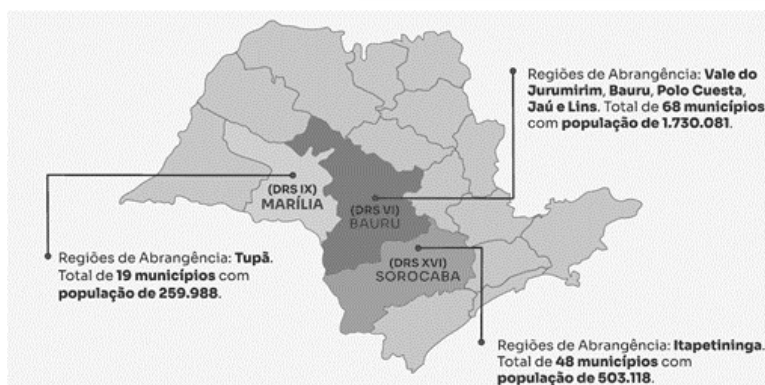 Regiões de Abrangência: Vale do
Jurumirim, Bauru, Polo Cuesta,
Jaú e Lins. Total de 68 municípios
com população de 1.730.081.
(DRS IX)
MARÍLIA
(DRS VI)
BAURU
Regiões de Abrangência: Tupã.
Total de 19 municípios com
população de 259.988.
(DRS XVI)
SOROCABA
Regiões de Abrangência: Itapetininga.
Total de 48 municípios com
população de 503.118.